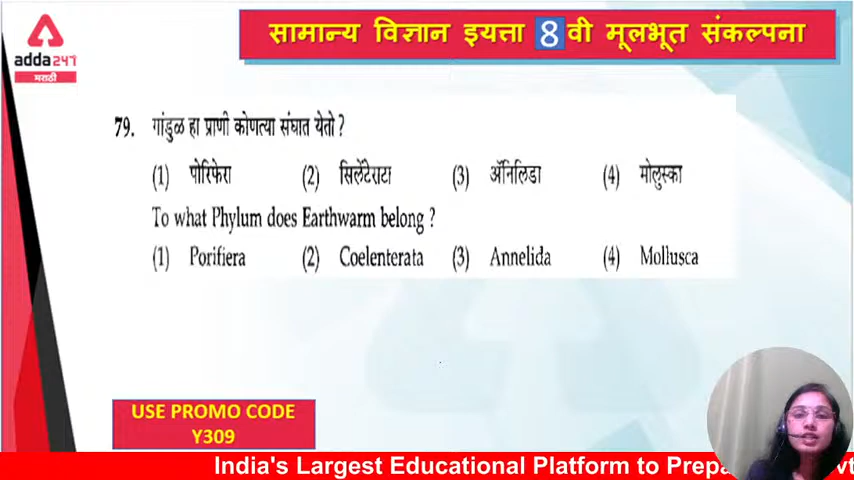 सामान्य विज्ञान इयत्ता 8 वी मूलभूत संकल्पना
adda247
मराठी
79. गांडुळ हा प्राणी कोणत्या संघात येतो ?
(1) पोरिफेरा (2) सिलेंटेराटा (3) ॲनिलिडा (4) मोलुस्का
To what Phylum does Earthwarm belong ?
(1) Porifiera (2) Coelenterata (3) Annelida (4) Mollusca
USE PROMO CODE
Y309
India's Largest Educational Platform to Prepa